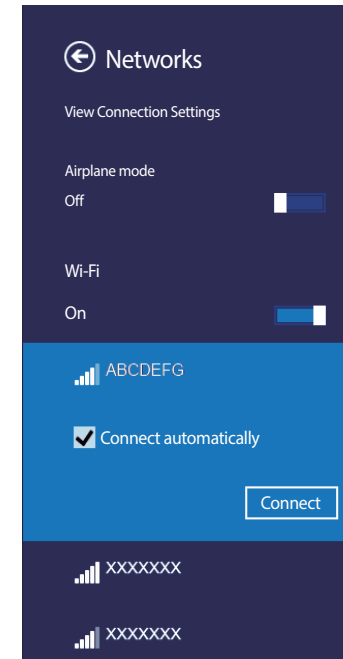 Networks
View Connection Settings
Airplane mode
Off
Wi-Fi
On
ABCDEFG
Connect automatically
Connect
XXXXXXX
XXXXXXX